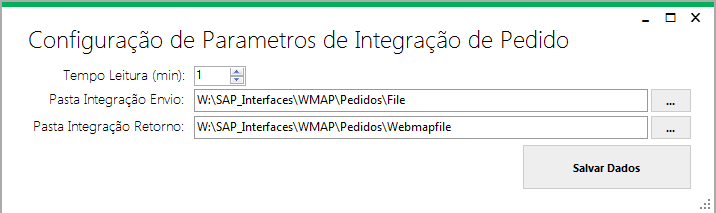 Configuração de Parametros de Integração de Pedido
Tempo Leitura (min): 1
Pasta Integração Envio: W:\SAP_Interfaces\WMAP\Pedidos\File ...
Pasta Integração Retorno: W:\SAP_Interfaces\WMAP\Pedidos\Webmapfile ...
Salvar Dados